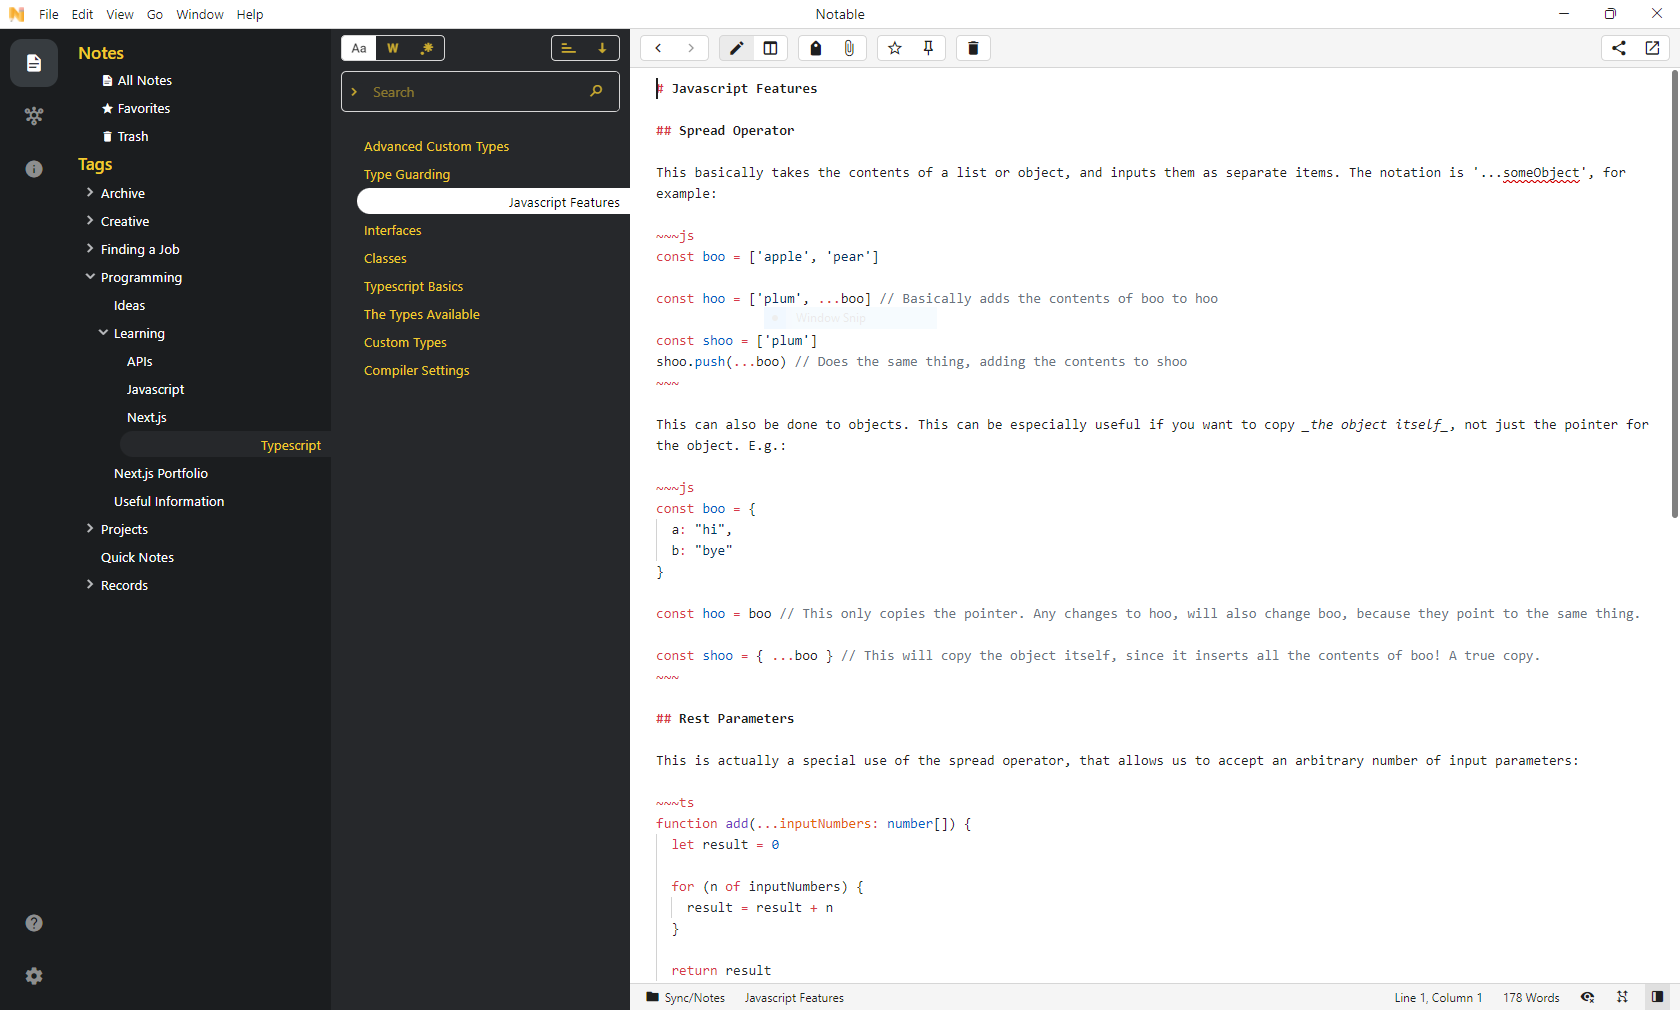 File Edit View Go Window Help
Notable
Notes
All Notes
Favorites
Trash
Tags
Archive
Creative
Finding a Job
Programming
Ideas
Learning
APIs
Javascript
Next.js
Typescript
Next.js Portfolio
Useful Information
Projects
Quick Notes
Records
Aa W .*
Search
Advanced Custom Types
Type Guarding
Javascript Features
Interfaces
Classes
Typescript Basics
The Types Available
Custom Types
Compiler Settings
# Javascript Features
## Spread Operator
This basically takes the contents of a list or object, and inputs them as separate items. The notation is '...someObject', for
example:
~~~js
const boo = ['apple', 'pear']
const hoo = ['plum', ...boo] // Basically adds the contents of boo to hoo
Window Snip
const shoo = ['plum']
shoo.push(...boo) // Does the same thing, adding the contents to shoo
~~~
This can also be done to objects. This can be especially useful if you want to copy _the object itself_, not just the pointer for
the object. E.g.:
~~~js
const boo = {
a: "hi",
b: "bye"
}
const hoo = boo // This only copies the pointer. Any changes to hoo, will also change boo, because they point to the same thing.
const shoo = { ...boo } // This will copy the object itself, since it inserts all the contents of boo! A true copy.
~~~
## Rest Parameters
This is actually a special use of the spread operator, that allows us to accept an arbitrary number of input parameters:
~~~ts
function add(...inputNumbers: number[]) {
let result = 0
for (n of inputNumbers) {
result = result + n
}
return result
Sync/Notes Javascript Features
Line 1, Column 1 178 Words